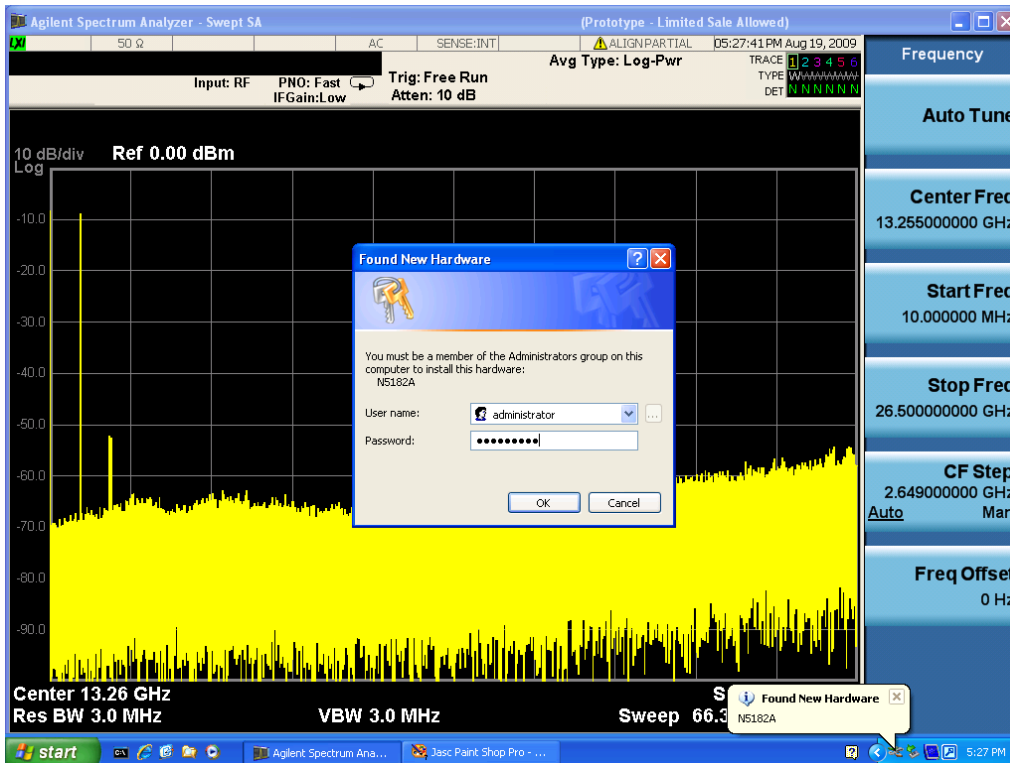 Agilent Spectrum Analyzer - Swept SA (Prototype - Limited Sale Allowed)
LXI 50 Ω AC SENSE:INT ALIGN PARTIAL 05:27:41 PM Aug 19, 2009
Frequency
Avg Type: Log-Pwr
TRACE 1 2 3 4 5 6
TYPE
DET N N N N N N
Input: RF PNO: Fast Trig: Free Run
IFGain:Low Atten: 10 dB
10 dB/div Ref 0.00 dBm
Log
-10.0
-20.0
-30.0
-40.0
-50.0
-60.0
-70.0
-80.0
-90.0
Found New Hardware
You must be a member of the Administrators group on this
computer to install this hardware:
N5182A
User name: administrator
...
Password: •••••••••
OK Cancel
Auto Tune
Center Freq
13.255000000 GHz
Start Freq
10.000000 MHz
Stop Freq
26.500000000 GHz
CF Step
2.649000000 GHz
Auto Man
Freq Offset
0 Hz
Center 13.26 GHz S
Res BW 3.0 MHz VBW 3.0 MHz Sweep 66.3
Found New Hardware
N5182A
start Agilent Spectrum Ana... Jasc Paint Shop Pro - ... 5:27 PM